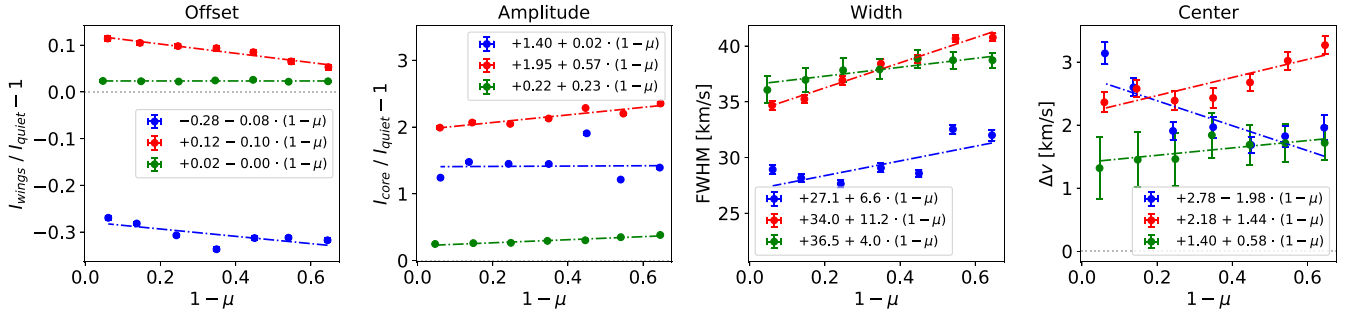 Offset
I_wings / I_quiet − 1
0.1
0.0
−0.1
−0.2
−0.3
−0.28 − 0.08 · (1−μ)
+0.12 − 0.10 · (1−μ)
+0.02 − 0.00 · (1−μ)
0.0 0.2 0.4 0.6
1 − μ
Amplitude
I_core / I_quiet − 1
3
2
1
0
+1.40 + 0.02 · (1−μ)
+1.95 + 0.57 · (1−μ)
+0.22 + 0.23 · (1−μ)
0.0 0.2 0.4 0.6
1 − μ
Width
FWHM [km/s]
40
35
30
25
+27.1 + 6.6 · (1−μ)
+34.0 + 11.2 · (1−μ)
+36.5 + 4.0 · (1−μ)
0.0 0.2 0.4 0.6
1 − μ
Center
Δv [km/s]
3
2
1
0
+2.78 − 1.98 · (1−μ)
+2.18 + 1.44 · (1−μ)
+1.40 + 0.58 · (1−μ)
0.0 0.2 0.4 0.6
1 − μ